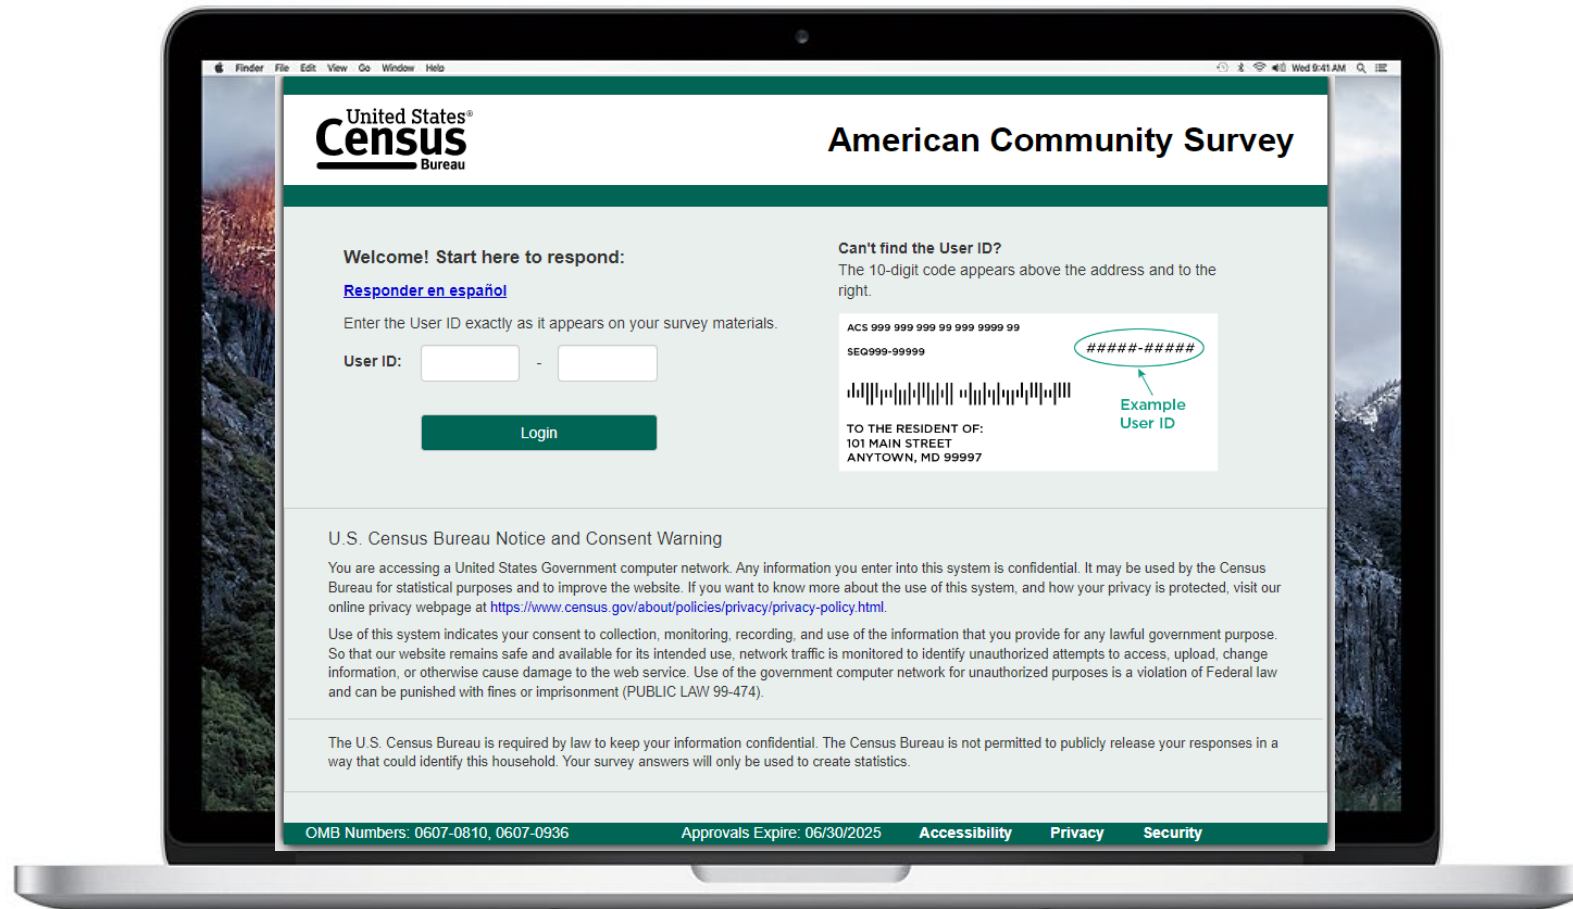 Finder File Edit View Go Window Help
Wed 9:41 AM
United States®
Census
Bureau
American Community Survey
Welcome! Start here to respond:
Responder en español
Enter the User ID exactly as it appears on your survey materials.
User ID:
-
Login
Can't find the User ID?
The 10-digit code appears above the address and to the
right.
ACS 999 999 999 99 999 9999 99
SEQ999-99999
#####-#####
Example
User ID
TO THE RESIDENT OF:
101 MAIN STREET
ANYTOWN, MD 99997
U.S. Census Bureau Notice and Consent Warning
You are accessing a United States Government computer network. Any information you enter into this system is confidential. It may be used by the Census
Bureau for statistical purposes and to improve the website. If you want to know more about the use of this system, and how your privacy is protected, visit our
online privacy webpage at https://www.census.gov/about/policies/privacy/privacy-policy.html.
Use of this system indicates your consent to collection, monitoring, recording, and use of the information that you provide for any lawful government purpose.
So that our website remains safe and available for its intended use, network traffic is monitored to identify unauthorized attempts to access, upload, change
information, or otherwise cause damage to the web service. Use of the government computer network for unauthorized purposes is a violation of Federal law
and can be punished with fines or imprisonment (PUBLIC LAW 99-474).
The U.S. Census Bureau is required by law to keep your information confidential. The Census Bureau is not permitted to publicly release your responses in a
way that could identify this household. Your survey answers will only be used to create statistics.
OMB Numbers: 0607-0810, 0607-0936 Approvals Expire: 06/30/2025 Accessibility Privacy Security